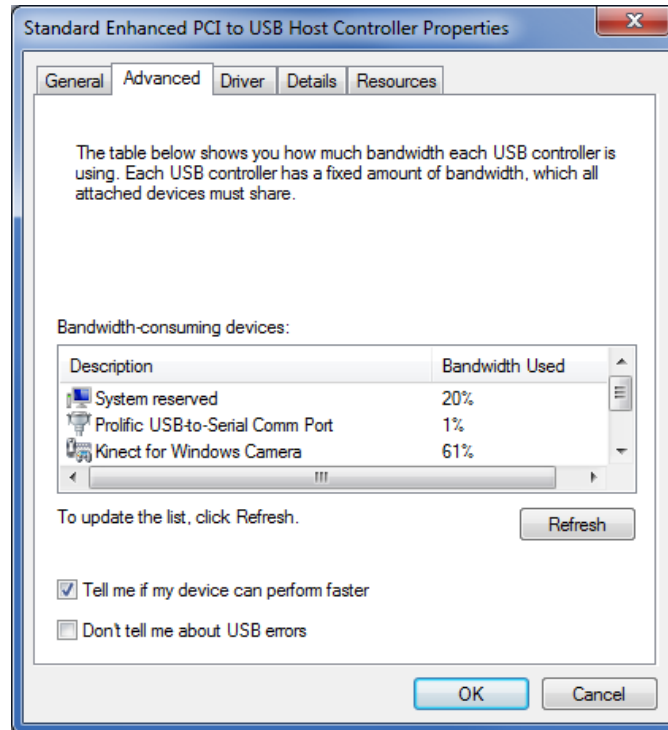 Standard Enhanced PCI to USB Host Controller Properties
General Advanced Driver Details Resources
The table below shows you how much bandwidth each USB controller is
using. Each USB controller has a fixed amount of bandwidth, which all
attached devices must share.
Bandwidth-consuming devices:
Description Bandwidth Used
System reserved 20%
Prolific USB-to-Serial Comm Port 1%
Kinect for Windows Camera 61%
To update the list, click Refresh.
Refresh
Tell me if my device can perform faster
Don't tell me about USB errors
OK Cancel